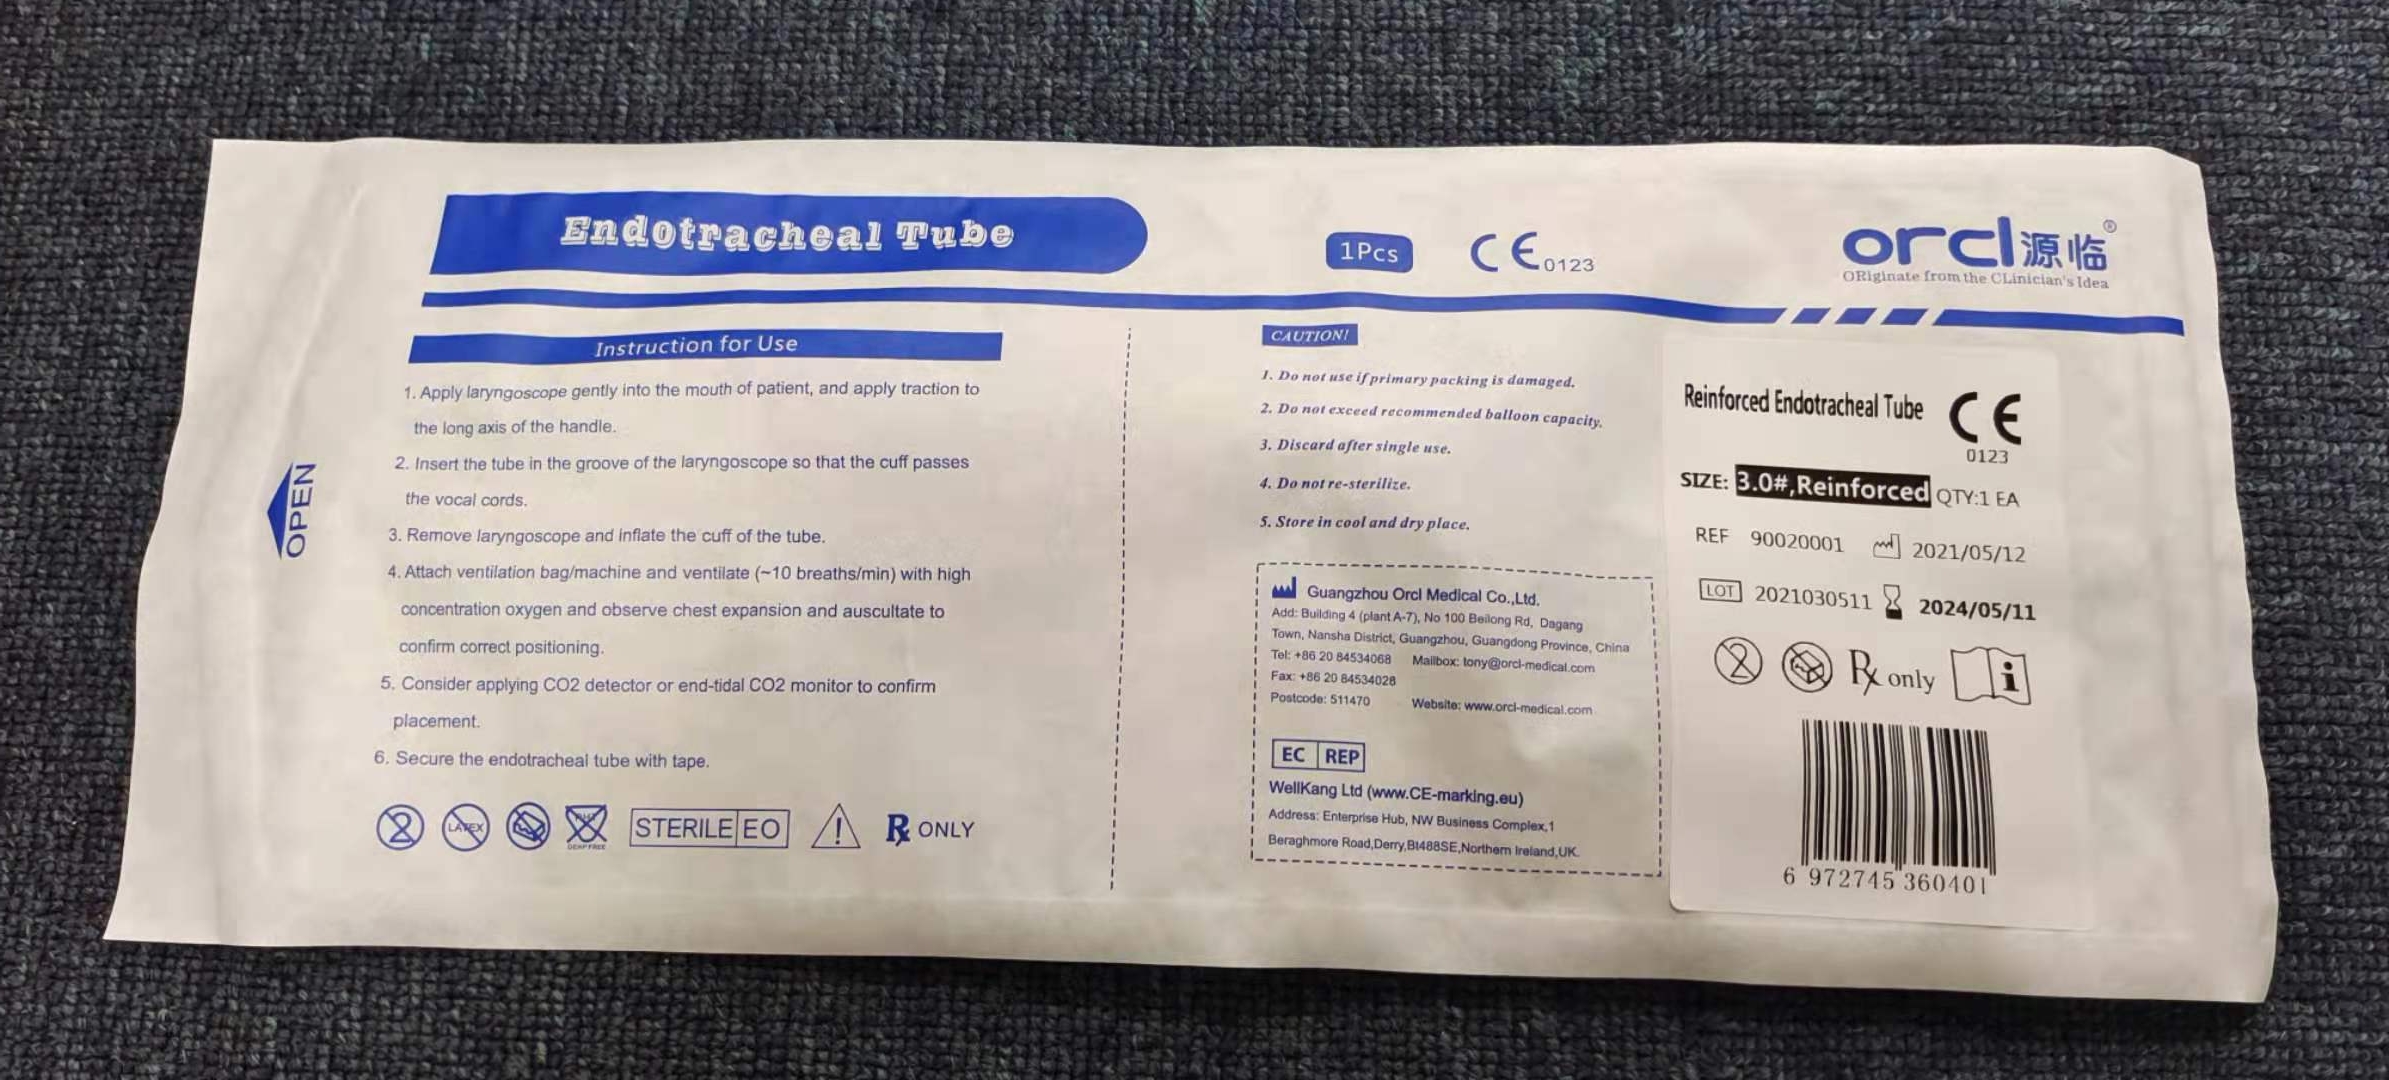 Endotracheal Tube
1Pcs
CE 0123
orcl源临®
ORiginate from the CLinician's Idea
OPEN
Instruction for Use
1. Apply laryngoscope gently into the mouth of patient, and apply traction to
the long axis of the handle.
2. Insert the tube in the groove of the laryngoscope so that the cuff passes
the vocal cords.
3. Remove laryngoscope and inflate the cuff of the tube.
4. Attach ventilation bag/machine and ventilate (~10 breaths/min) with high
concentration oxygen and observe chest expansion and auscultate to
confirm correct positioning.
5. Consider applying CO2 detector or end-tidal CO2 monitor to confirm
placement.
6. Secure the endotracheal tube with tape.
2
LATEX
DEHP FREE
STERILE EO
!
Rx ONLY
CAUTION!
1. Do not use if primary packing is damaged.
2. Do not exceed recommended balloon capacity.
3. Discard after single use.
4. Do not re-sterilize.
5. Store in cool and dry place.
Guangzhou Orcl Medical Co.,Ltd.
Add: Building 4 (plant A-7), No 100 Beilong Rd, Dagang
Town, Nansha District, Guangzhou, Guangdong Province, China
Tel: +86 20 84534068 Mailbox: tony@orcl-medical.com
Fax: +86 20 84534028
Postcode: 511470 Website: www.orcl-medical.com
EC REP
WellKang Ltd (www.CE-marking.eu)
Address: Enterprise Hub, NW Business Complex,1
Beraghmore Road,Derry,Bt488SE,Northern Ireland,UK.
Reinforced Endotracheal Tube CE
0123
SIZE: 3.0#,Reinforced QTY:1 EA
REF 90020001 2021/05/12
LOT 2021030511 2024/05/11
2 Rx only i
6 972745 360401